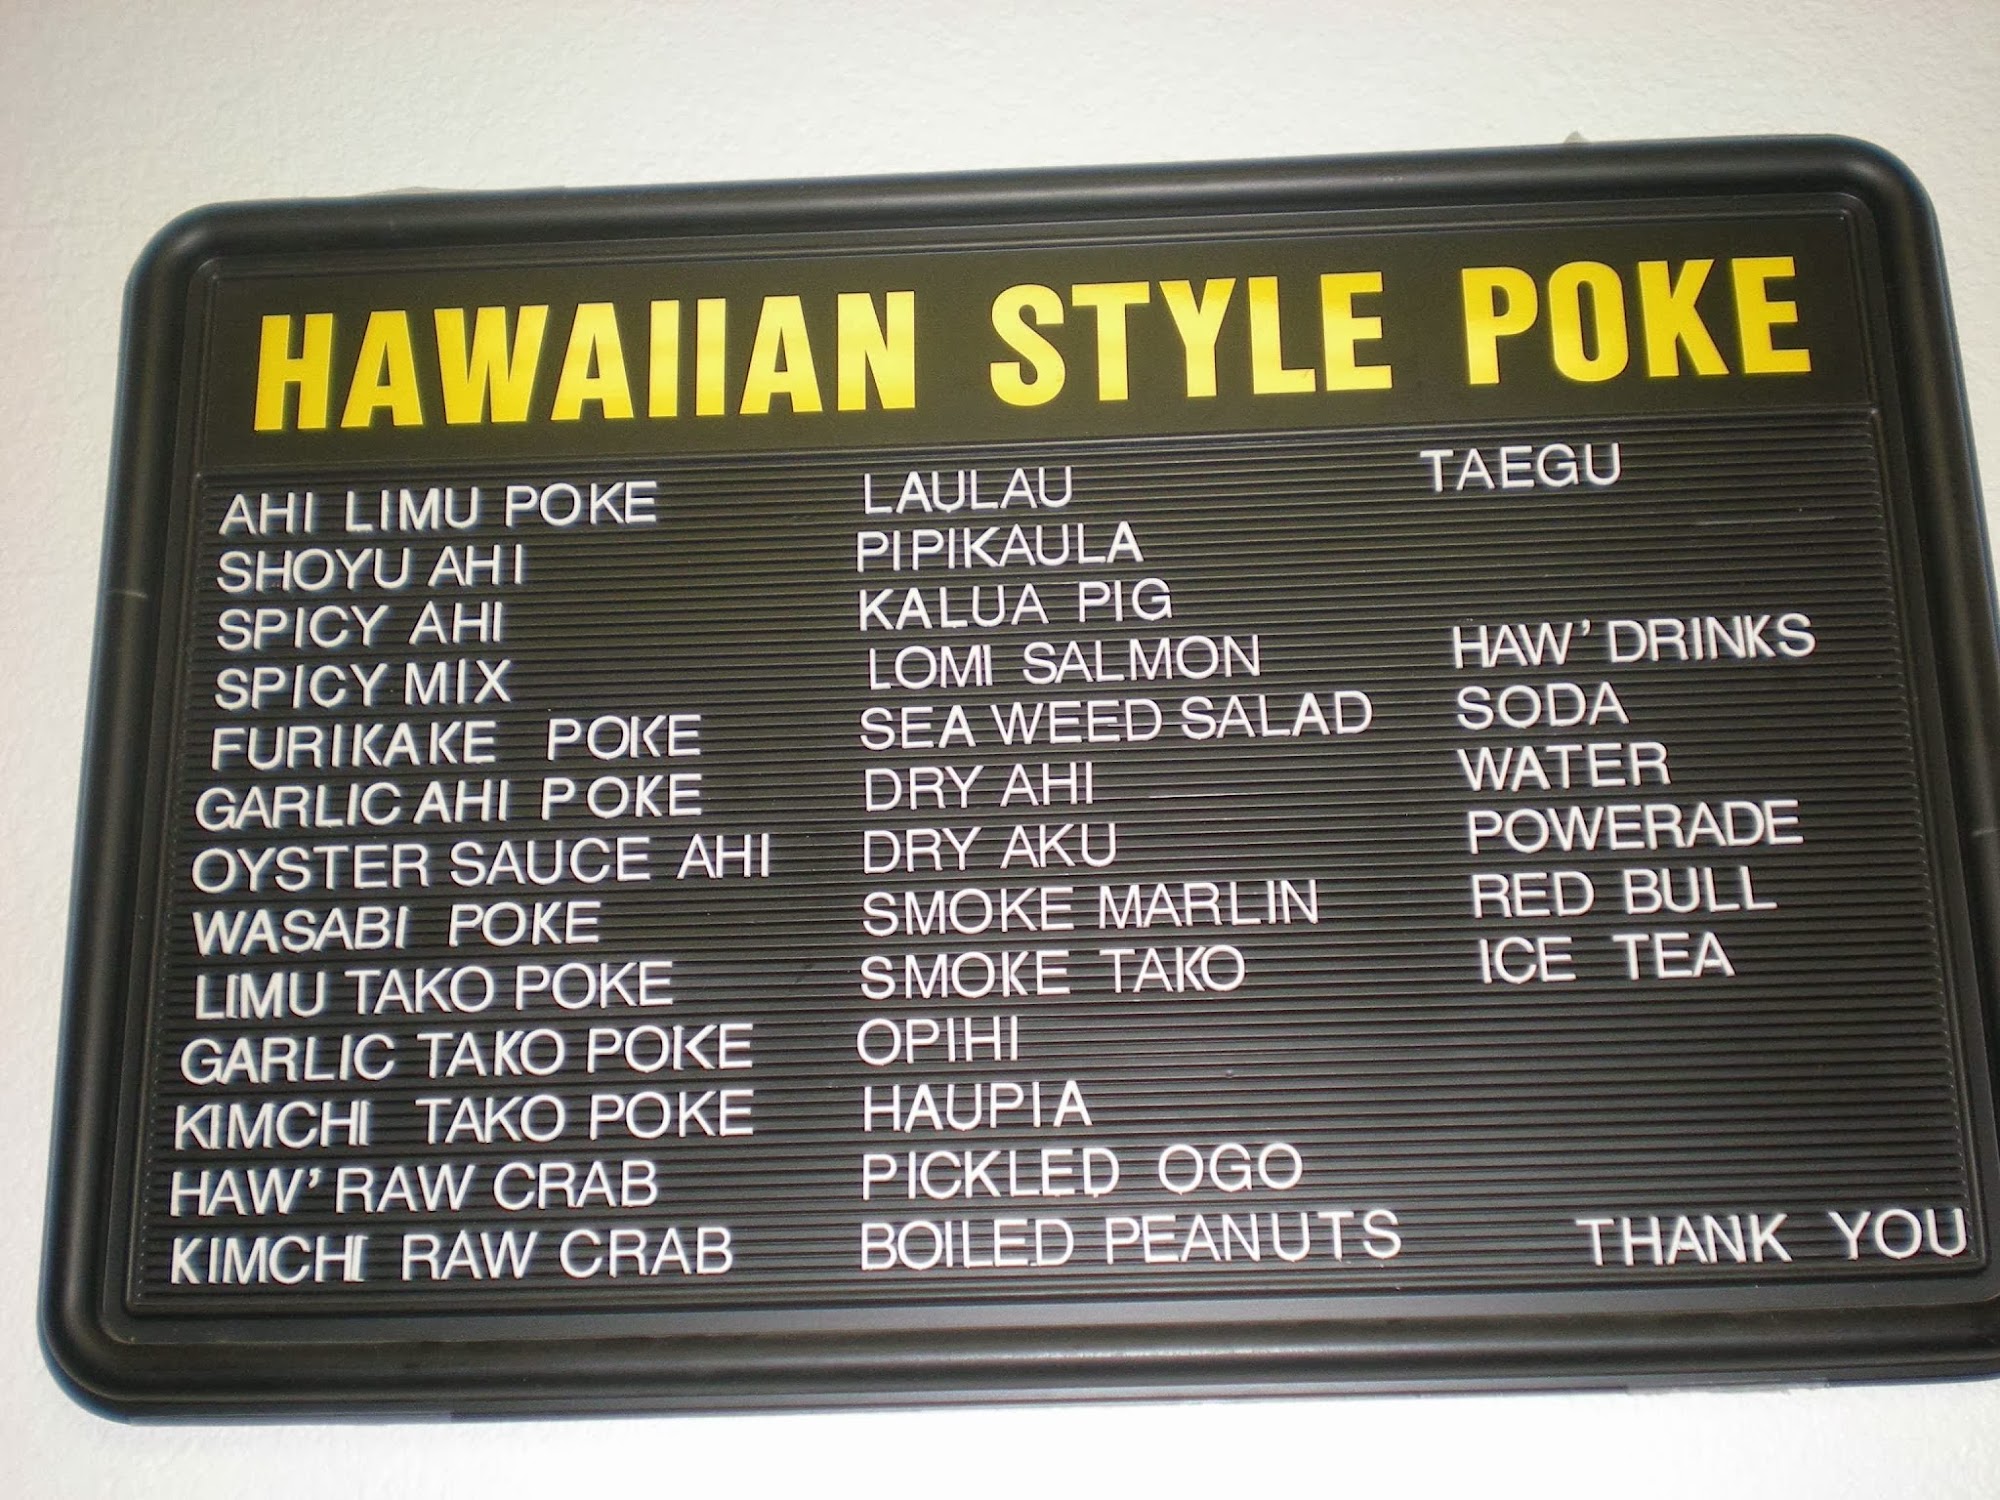 HAWAIIAN STYLE POKE
AHI LIMU POKE
SHOYU AHI
SPICY AHI
SPICY MIX
FURIKAKE POKE
GARLIC AHI POKE
OYSTER SAUCE AHI
WASABI POKE
LIMU TAKO POKE
GARLIC TAKO POKE
KIMCHI TAKO POKE
HAW' RAW CRAB
KIMCHI RAW CRAB
LAULAU
PIPIKAULA
KALUA PIG
LOMI SALMON
SEA WEED SALAD
DRY AHI
DRY AKU
SMOKE MARLIN
SMOKE TAKO
OPIHI
HAUPIA
PICKLED OGO
BOILED PEANUTS
TAEGU
HAW' DRINKS
SODA
WATER
POWERADE
RED BULL
ICE TEA
THANK YOU